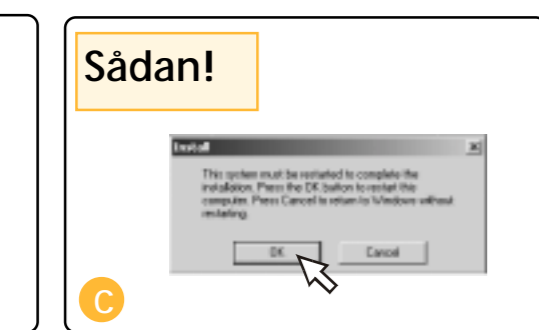 Sådan!
Install
This system must be restarted to complete the
installation. Press the OK button to restart this
computer. Press Cancel to return to Windows without
restarting.
OK
Cancel
C